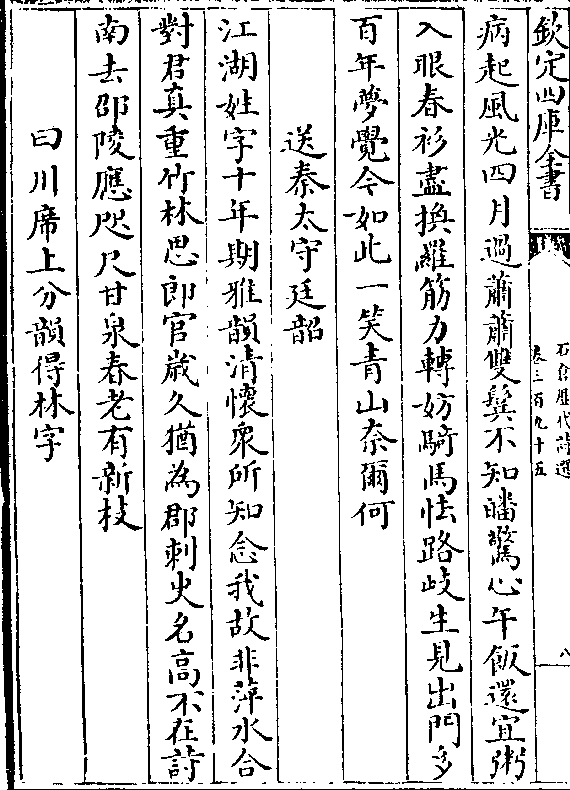 欽定四庫全書
石倉歷代詩選
卷三百九十五
八
病起風光四月過蕭蕭雙鬢不知皤驚心午飯還宜粥
入眼春衫盡換羅筋力轉妨騎馬怯路岐生見出門多
百年夢覺今如此一笑青山奈爾何
送秦太守廷韶
江湖姓字十年期雅韻清懷衆所知念我故非萍水合
對君真重竹林思郎官歲久猶為郡刺史名高不在詩
南去邵陵應咫尺甘泉春老有新枝
曰川席上分韻得林字